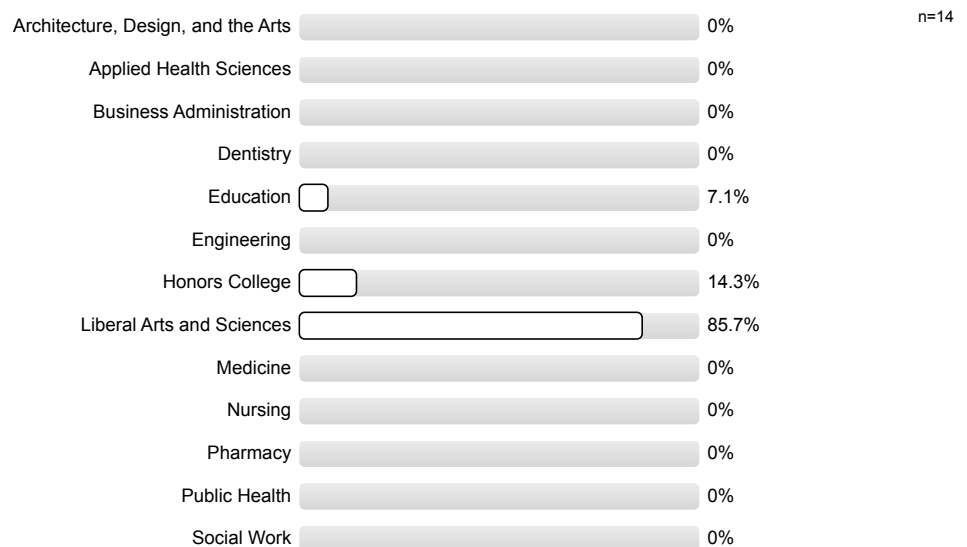 n=14
Architecture, Design, and the Arts 0%
Applied Health Sciences 0%
Business Administration 0%
Dentistry 0%
Education 7.1%
Engineering 0%
Honors College 14.3%
Liberal Arts and Sciences 85.7%
Medicine 0%
Nursing 0%
Pharmacy 0%
Public Health 0%
Social Work 0%